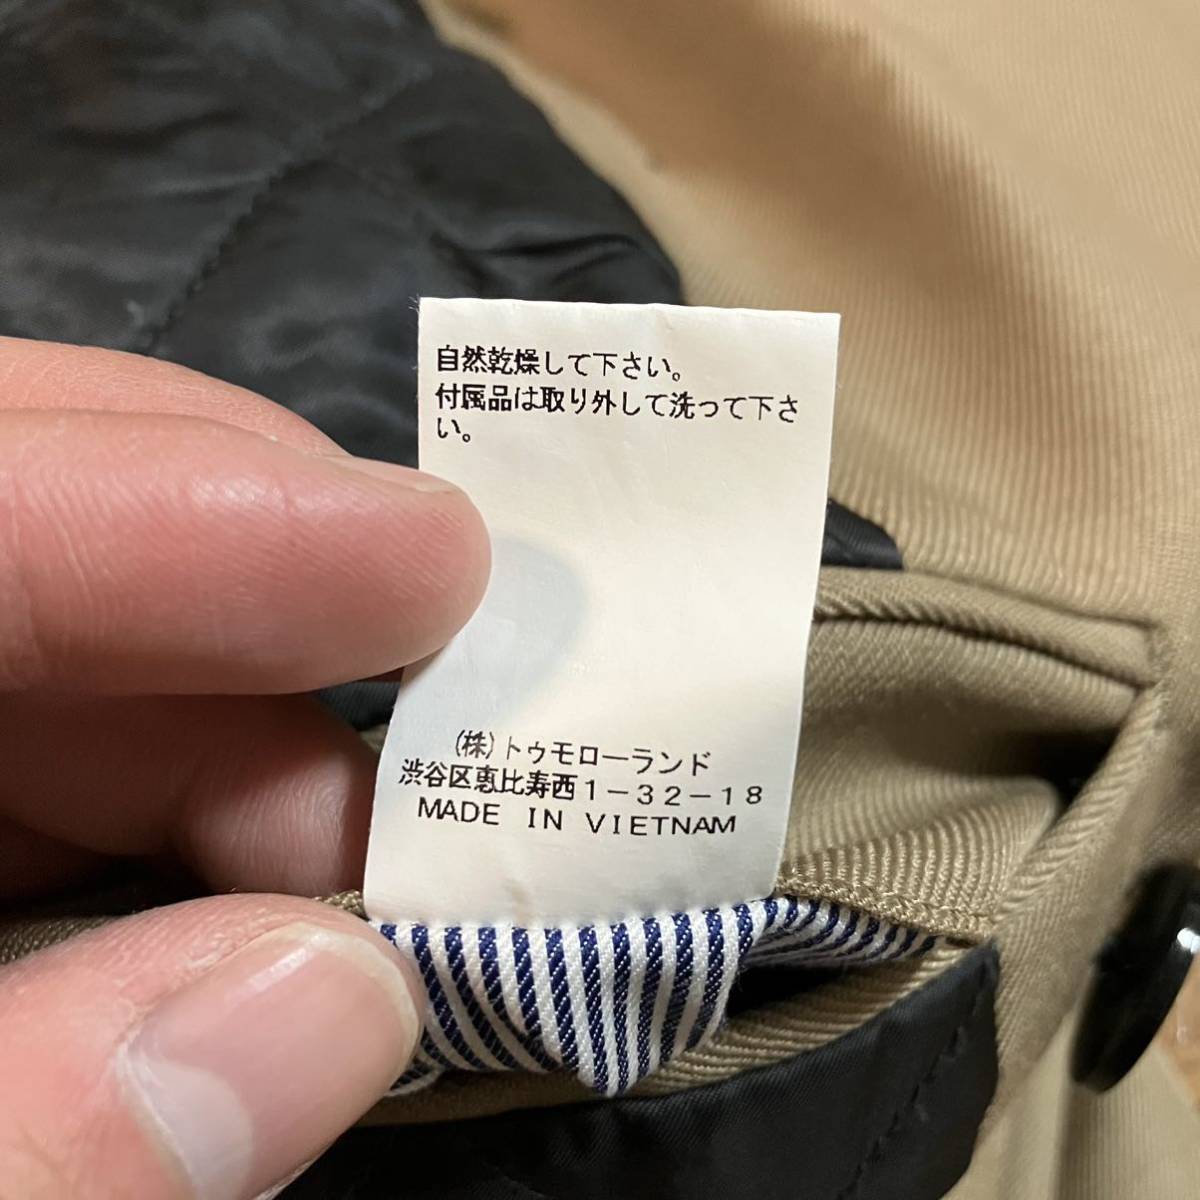 自然乾燥して下さい。
付属品は取り外して洗って下さ
い。
(株)トゥモローランド
渋谷区恵比寿西1-32-18
MADE IN VIETNAM